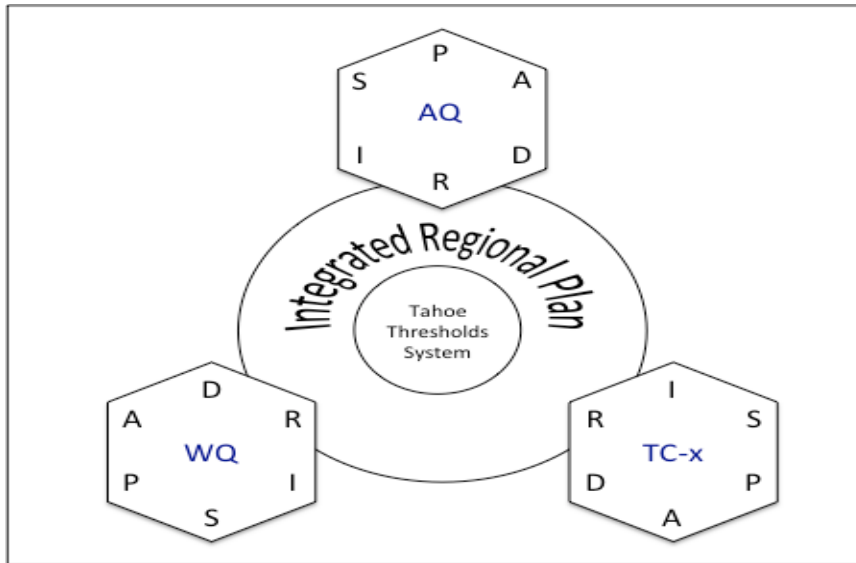 P
S A
AQ
I D
R
Integrated Regional Plan
Tahoe
Thresholds
System
D
A R
WQ
P I
S
I
R S
TC-x
D P
A